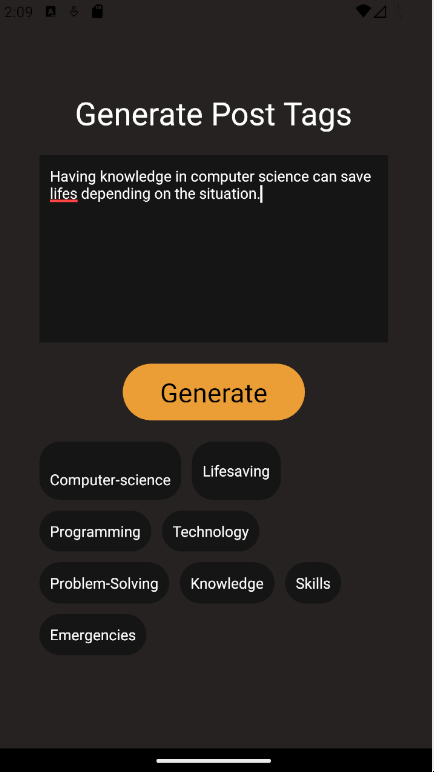 2:09
Generate Post Tags
Having knowledge in computer science can save
lifes depending on the situation.
Generate
Computer-science
Lifesaving
Programming
Technology
Problem-Solving
Knowledge
Skills
Emergencies